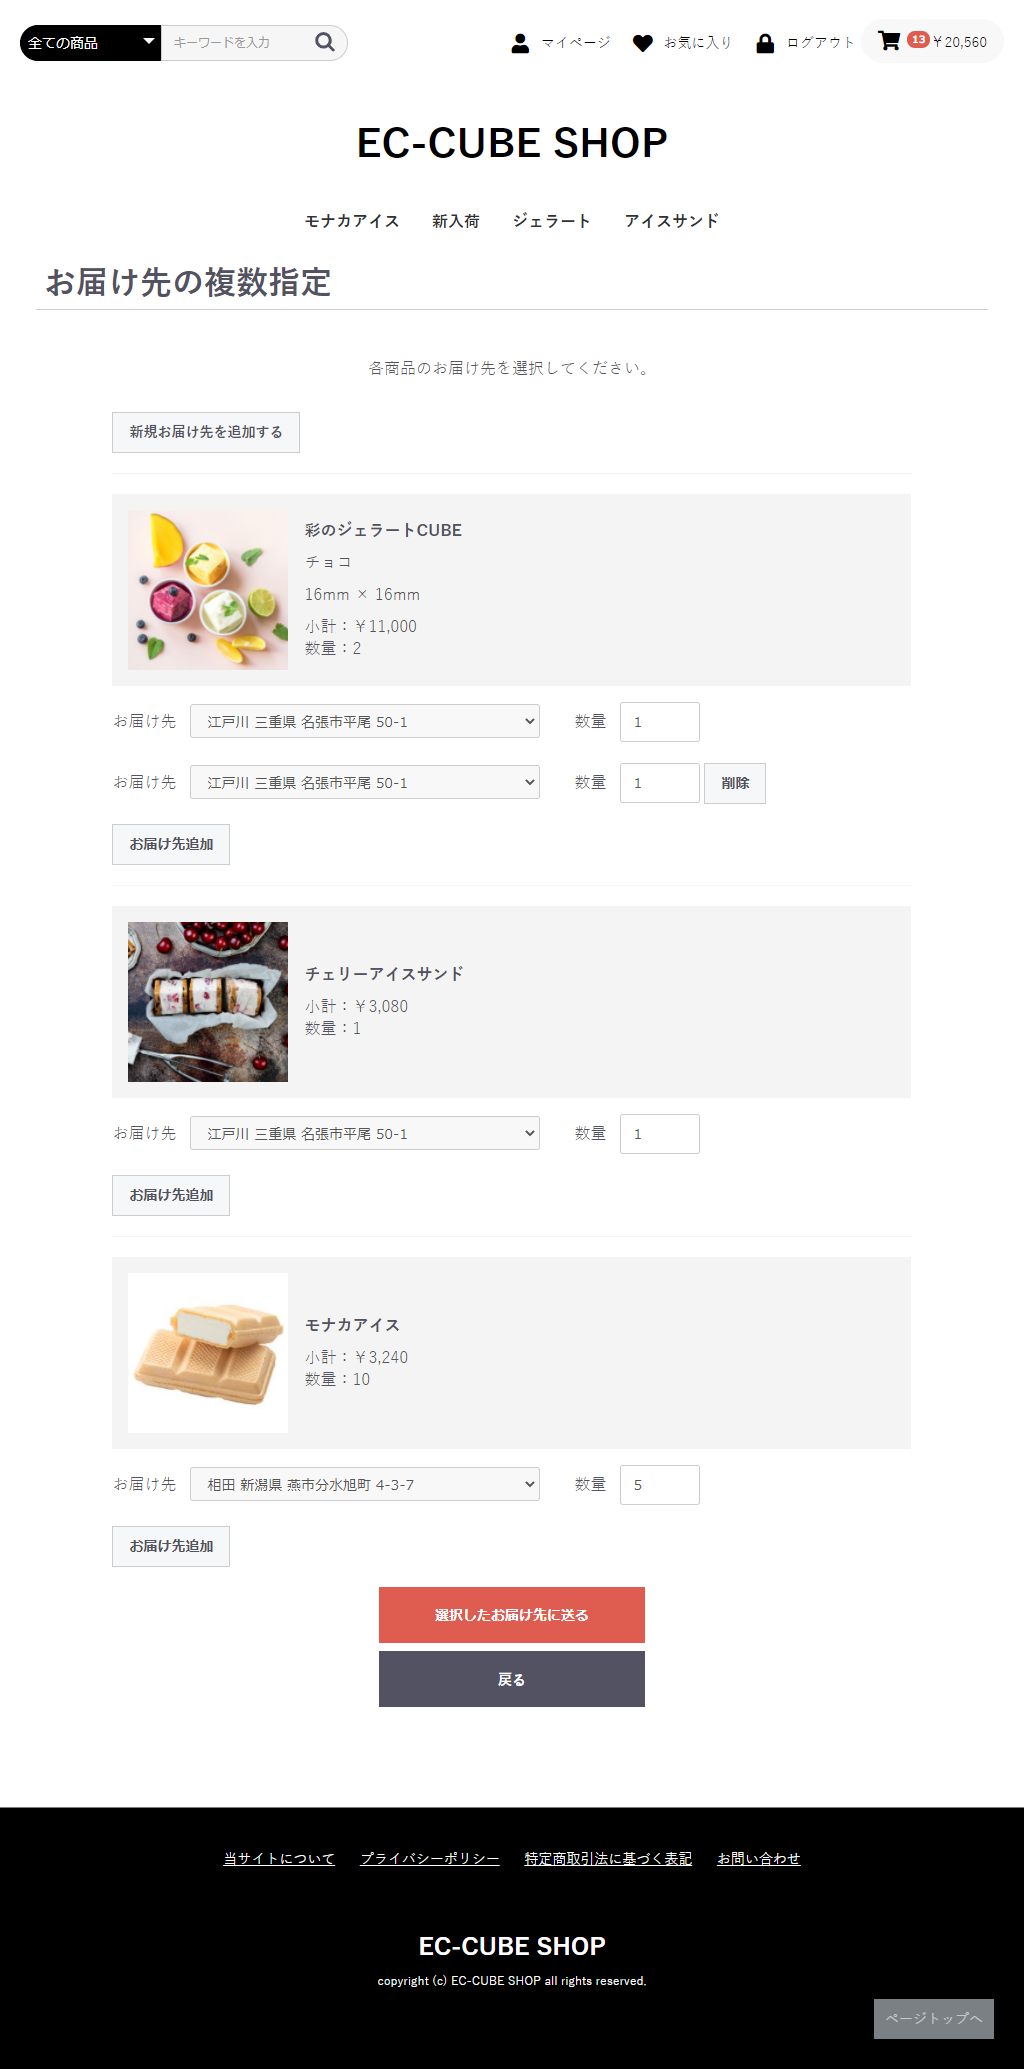 全ての商品
キーワードを入力
マイページ
お気に入り
ログアウト
13
￥20,560
EC-CUBE SHOP
モナカアイス 新入荷 ジェラート アイスサンド
お届け先の複数指定
各商品のお届け先を選択してください。
新規お届け先を追加する
彩のジェラートCUBE
チョコ
16mm × 16mm
小計：￥11,000
数量：2
お届け先 江戸川 三重県 名張市平尾 50-1 数量 1
お届け先 江戸川 三重県 名張市平尾 50-1 数量 1 削除
お届け先追加
チェリーアイスサンド
小計：￥3,080
数量：1
お届け先 江戸川 三重県 名張市平尾 50-1 数量 1
お届け先追加
モナカアイス
小計：￥3,240
数量：10
お届け先 相田 新潟県 燕市分水旭町 4-3-7 数量 5
お届け先追加
選択したお届け先に送る
戻る
当サイトについて プライバシーポリシー 特定商取引法に基づく表記 お問い合わせ
EC-CUBE SHOP
copyright (c) EC-CUBE SHOP all rights reserved.
ページトップへ